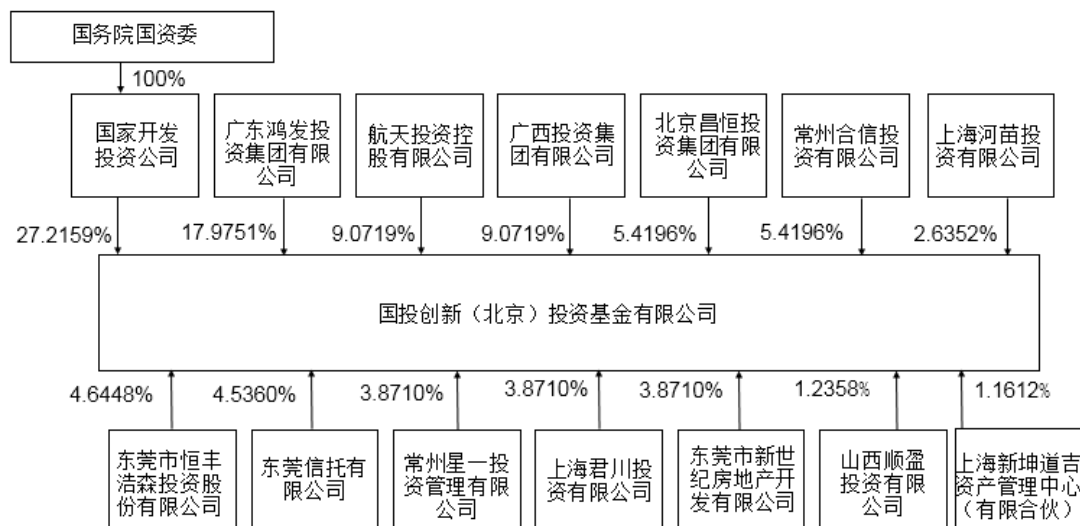 国务院国资委
100%
国家开发
投资公司
广东鸿发投
资集团有限
公司
航天投资控
股有限公司
广西投资集
团有限公司
北京昌恒投
资集团有限
公司
常州合信投
资有限公司
上海河苗投
资有限公司
27.2159%
17.9751%
9.0719%
9.0719%
5.4196%
5.4196%
2.6352%
国投创新（北京）投资基金有限公司
4.6448%
4.5360%
3.8710%
3.8710%
3.8710%
1.2358%
1.1612%
东莞市恒丰
浩森投资股
份有限公司
东莞信托有
限公司
常州星一投
资管理有限
公司
上海君川投
资有限公司
东莞市新世
纪房地产开
发有限公司
山西顺盈
投资有限
公司
上海新坤道吉
资产管理中心
（有限合伙）